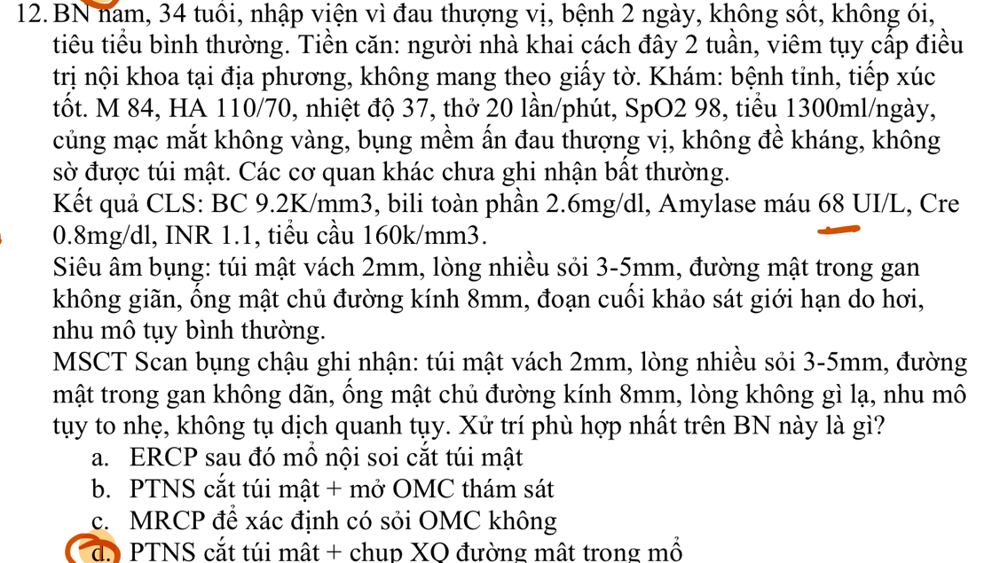 12. BN nam, 34 tuổi, nhập viện vì đau thượng vị, bệnh 2 ngày, không sốt, không ói,
tiêu tiểu bình thường. Tiền căn: người nhà khai cách đây 2 tuần, viêm tụy cấp điều
trị nội khoa tại địa phương, không mang theo giấy tờ. Khám: bệnh tỉnh, tiếp xúc
tốt. M 84, HA 110/70, nhiệt độ 37, thở 20 lần/phút, SpO2 98, tiểu 1300ml/ngày,
củng mạc mắt không vàng, bụng mềm ấn đau thượng vị, không đề kháng, không
sờ được túi mật. Các cơ quan khác chưa ghi nhận bất thường.
Kết quả CLS: BC 9.2K/mm3, bili toàn phần 2.6mg/dl, Amylase máu 68 UI/L, Cre
0.8mg/dl, INR 1.1, tiểu cầu 160k/mm3.
Siêu âm bụng: túi mật vách 2mm, lòng nhiều sỏi 3-5mm, đường mật trong gan
không giãn, ống mật chủ đường kính 8mm, đoạn cuối khảo sát giới hạn do hơi,
nhu mô tụy bình thường.
MSCT Scan bụng chậu ghi nhận: túi mật vách 2mm, lòng nhiều sỏi 3-5mm, đường
mật trong gan không dãn, ống mật chủ đường kính 8mm, lòng không gì lạ, nhu mô
tụy to nhẹ, không tụ dịch quanh tụy. Xử trí phù hợp nhất trên BN này là gì?
a. ERCP sau đó mổ nội soi cắt túi mật
b. PTNS cắt túi mật + mở OMC thám sát
c. MRCP để xác định có sỏi OMC không
d. PTNS cắt túi mật + chụp XQ đường mật trong mổ